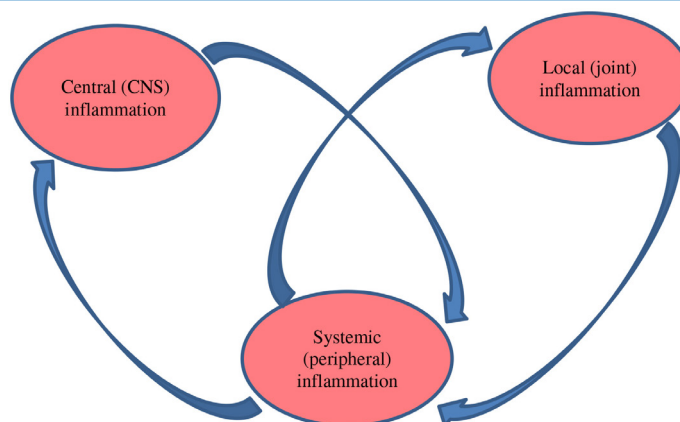 Central (CNS)
inflammation
Local (joint)
inflammation
Systemic
(peripheral)
inflammation